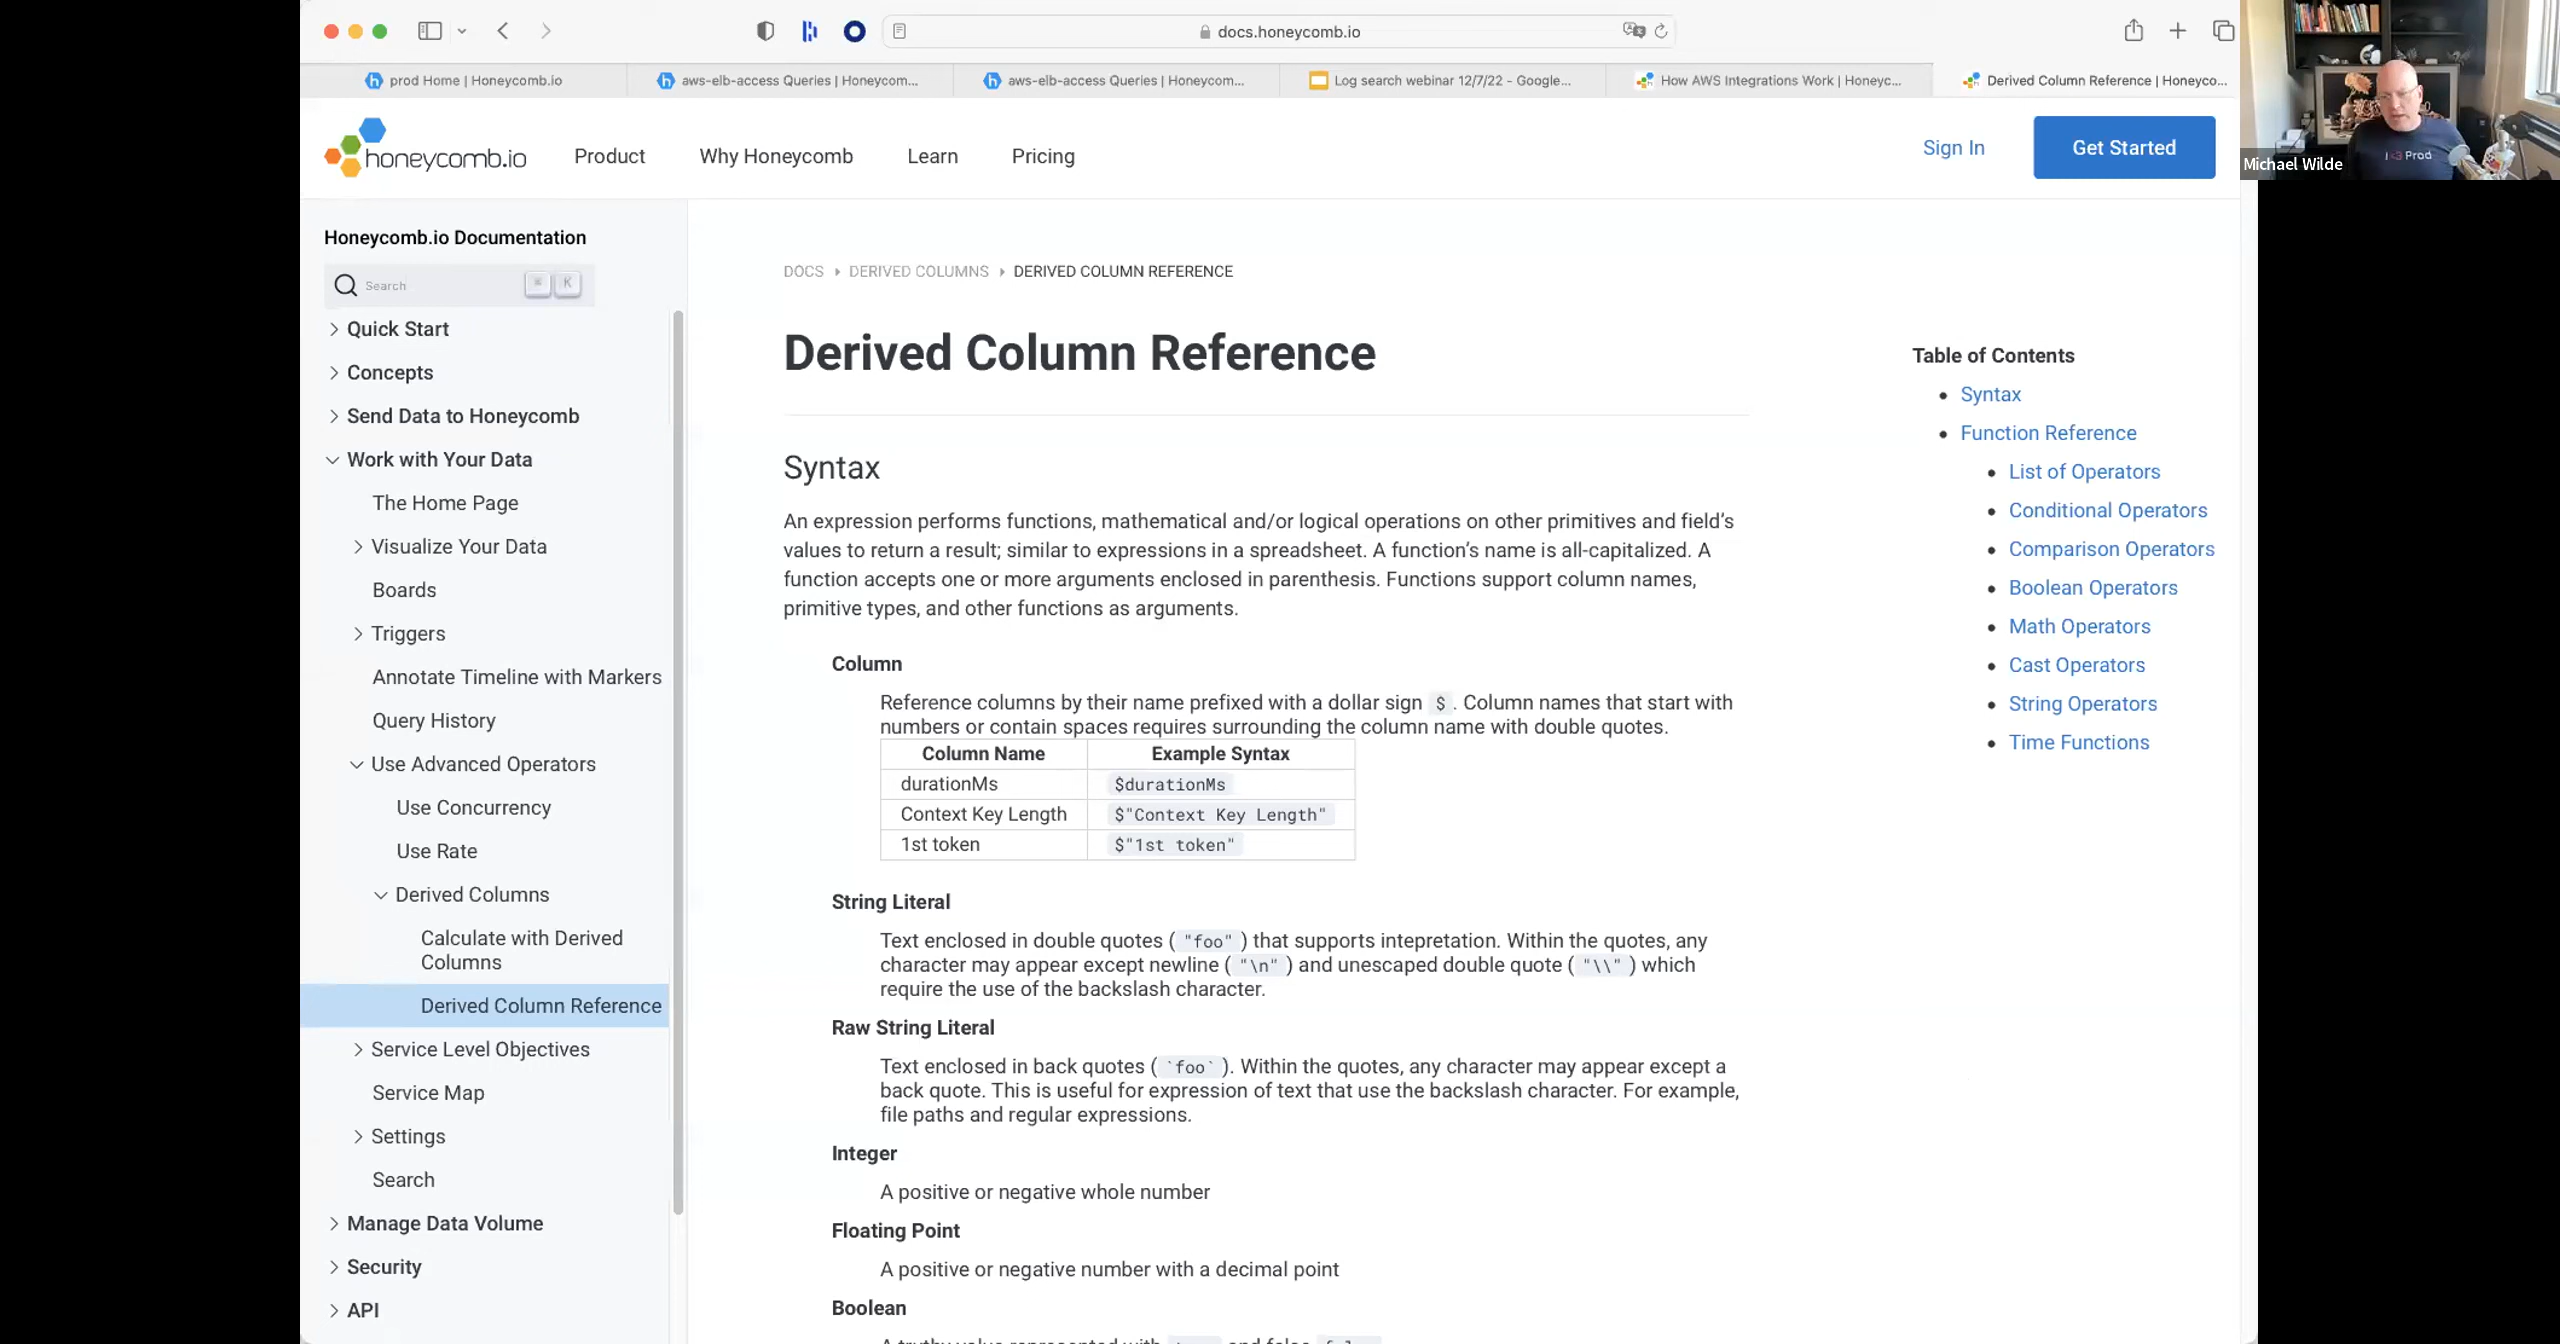 docs.honeycomb.io
prod Home | Honeycomb.io
aws-elb-access Queries | Honeycom...
aws-elb-access Queries | Honeycom...
Log search webinar 12/7/22 - Google...
How AWS Integrations Work | Honeyc...
Derived Column Reference | Honeyco...
I <3 Prod
Michael Wilde
honeycomb.io
Product
Why Honeycomb
Learn
Pricing
Sign In
Get Started
Honeycomb.io Documentation
Search
⌘ K
Quick Start
Concepts
Send Data to Honeycomb
Work with Your Data
The Home Page
Visualize Your Data
Boards
Triggers
Annotate Timeline with Markers
Query History
Use Advanced Operators
Use Concurrency
Use Rate
Derived Columns
Calculate with Derived
Columns
Derived Column Reference
Service Level Objectives
Service Map
Settings
Search
Manage Data Volume
Security
API
DOCS
DERIVED COLUMNS
DERIVED COLUMN REFERENCE
Derived Column Reference
Syntax
An expression performs functions, mathematical and/or logical operations on other primitives and field's
values to return a result; similar to expressions in a spreadsheet. A function's name is all-capitalized. A
function accepts one or more arguments enclosed in parenthesis. Functions support column names,
primitive types, and other functions as arguments.
Column
Reference columns by their name prefixed with a dollar sign $ . Column names that start with
numbers or contain spaces requires surrounding the column name with double quotes.
Column Name Example Syntax
durationMs $durationMs
Context Key Length $"Context Key Length"
1st token $"1st token"
String Literal
Text enclosed in double quotes ( "foo" ) that supports intepretation. Within the quotes, any
character may appear except newline ( "\n" ) and unescaped double quote ( "\\" ) which
require the use of the backslash character.
Raw String Literal
Text enclosed in back quotes ( `foo` ). Within the quotes, any character may appear except a
back quote. This is useful for expression of text that use the backslash character. For example,
file paths and regular expressions.
Integer
A positive or negative whole number
Floating Point
A positive or negative number with a decimal point
Boolean
Table of Contents
Syntax
Function Reference
List of Operators
Conditional Operators
Comparison Operators
Boolean Operators
Math Operators
Cast Operators
String Operators
Time Functions